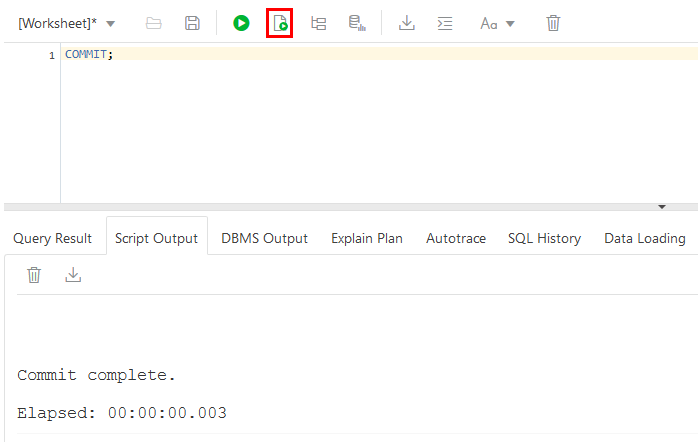 [Worksheet]*
Aa
1 COMMIT;
Query Result Script Output DBMS Output Explain Plan Autotrace SQL History Data Loading
Commit complete.
Elapsed: 00:00:00.003